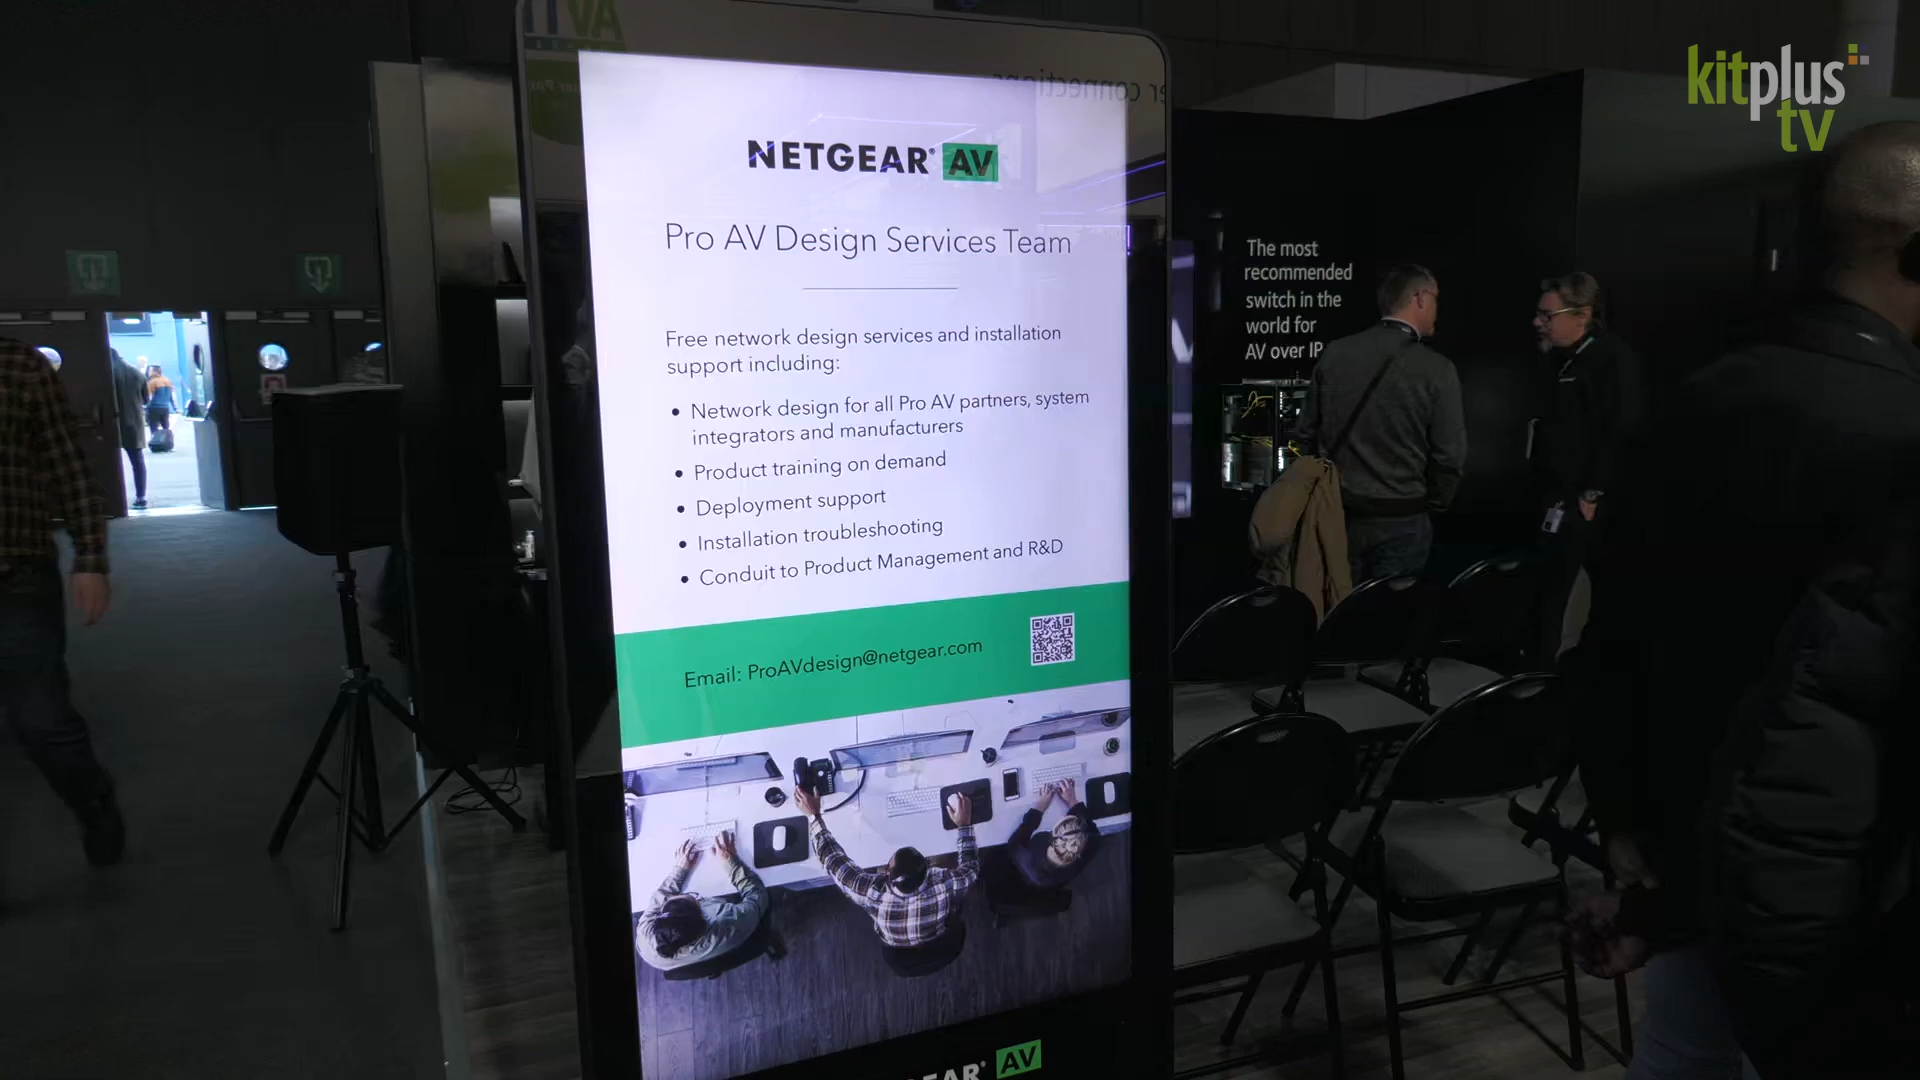 kitplus
tv
NETGEAR® AV
Pro AV Design Services Team
Free network design services and installation
support including:
• Network design for all Pro AV partners, system
integrators and manufacturers
• Product training on demand
• Deployment support
• Installation troubleshooting
• Conduit to Product Management and R&D
Email: ProAVdesign@netgear.com
AV
The most
recommended
switch in the
world for
AV over IP